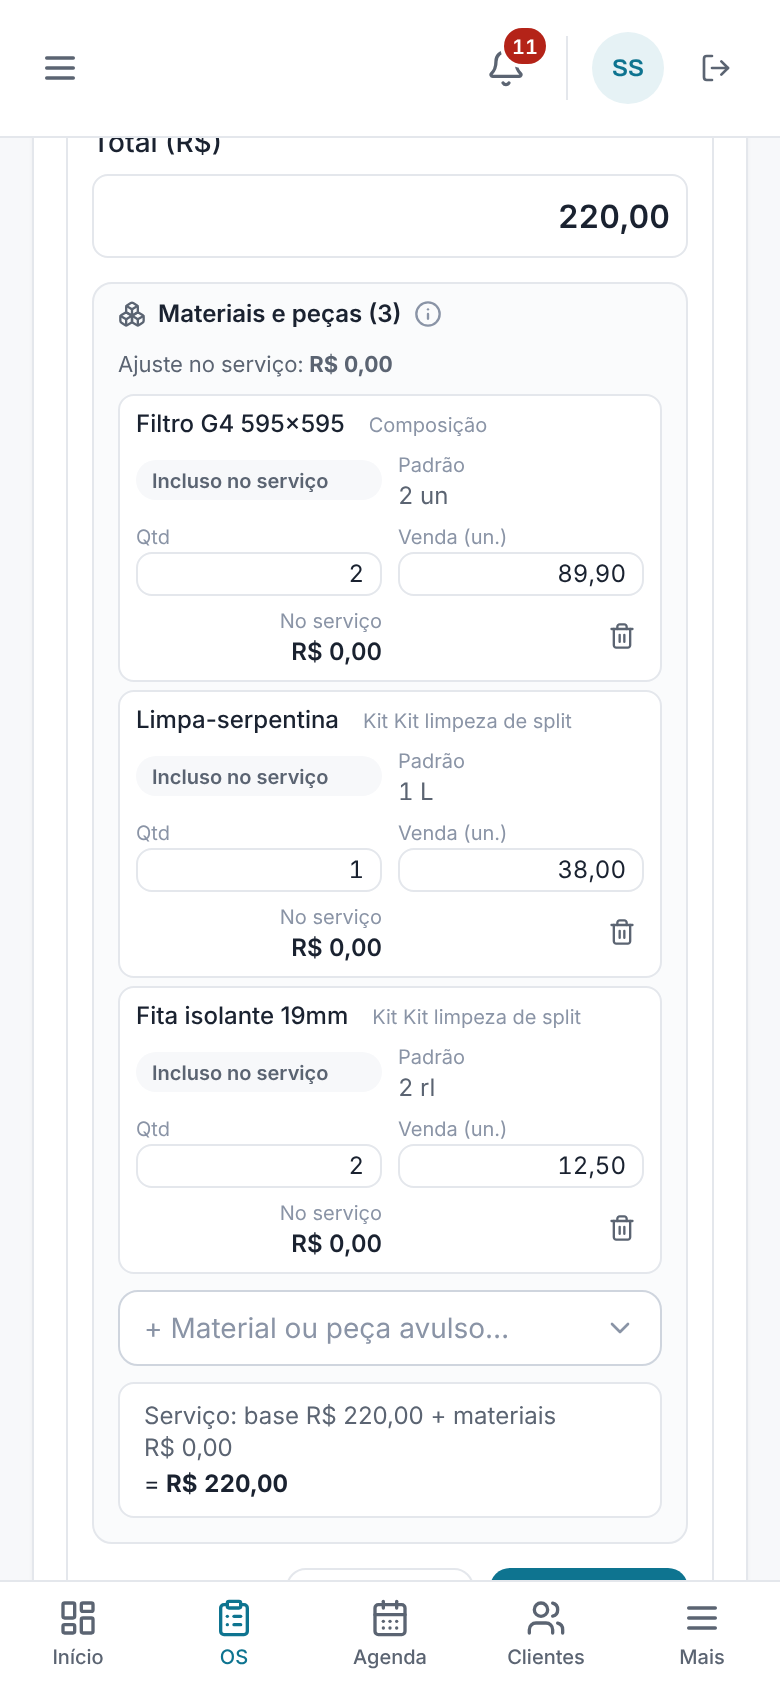 11
SS
Total (R$)
220,00
Materiais e peças (3)
Ajuste no serviço: R$ 0,00
Filtro G4 595×595 Composição
Incluso no serviço
Padrão
2 un
Qtd
Venda (un.)
2
89,90
No serviço
R$ 0,00
Limpa-serpentina Kit Kit limpeza de split
Incluso no serviço
Padrão
1 L
Qtd
Venda (un.)
1
38,00
No serviço
R$ 0,00
Fita isolante 19mm Kit Kit limpeza de split
Incluso no serviço
Padrão
2 rl
Qtd
Venda (un.)
2
12,50
No serviço
R$ 0,00
+ Material ou peça avulso...
Serviço: base R$ 220,00 + materiais
R$ 0,00
= R$ 220,00
Início
OS
Agenda
Clientes
Mais